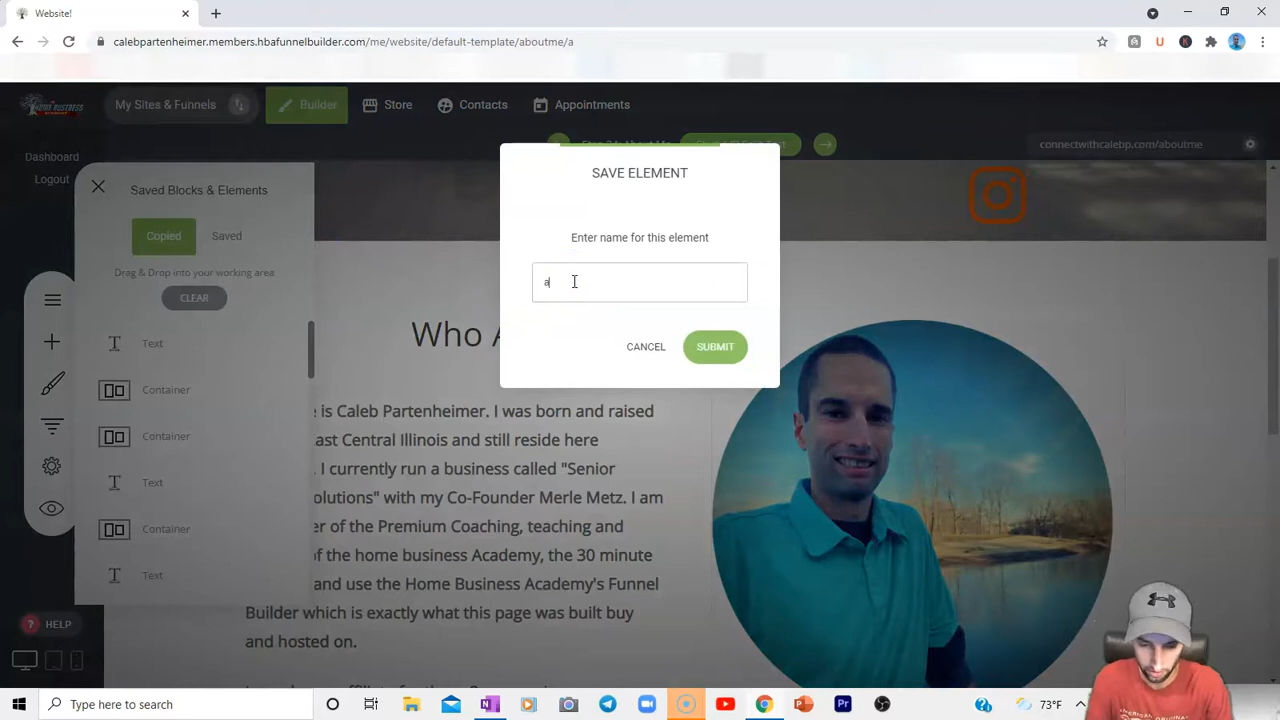 Website!
calebpartenheimer.members.hbafunnelbuilder.com/me/website/default-template/aboutme/a
My Sites & Funnels
Builder
Store
Contacts
Appointments
Dashboard
Logout
connectwithcalebp.com/aboutme
Saved Blocks & Elements
Copied
Saved
Drag & Drop into your working area:
CLEAR
Text
Container
Container
Text
Container
Text
SAVE ELEMENT
Enter name for this element
a
CANCEL
SUBMIT
Who A
e is Caleb Partenheimer. I was born and raised
ast Central Illinois and still reside here
. I currently run a business called "Senior
olutions" with my Co-Founder Merle Metz. I am
er of the Premium Coaching, teaching and
of the home business Academy, the 30 minute
and use the Home Business Academy's Funnel
Builder which is exactly what this page was built buy
and hosted on.
? HELP
Type here to search
73°F